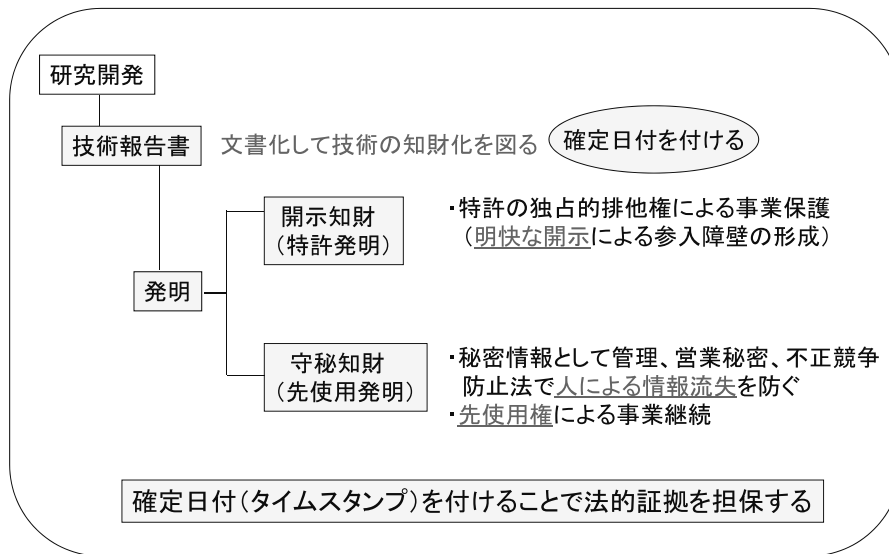 研究開発
技術報告書
文書化して技術の知財化を図る
確定日付を付ける
開示知財
（特許発明）
・特許の独占的排他権による事業保護
（明快な開示による参入障壁の形成）
発明
守秘知財
（先使用発明）
・秘密情報として管理、営業秘密、不正競争
防止法で人による情報流失を防ぐ
・先使用権による事業継続
確定日付（タイムスタンプ）を付けることで法的証拠を担保する